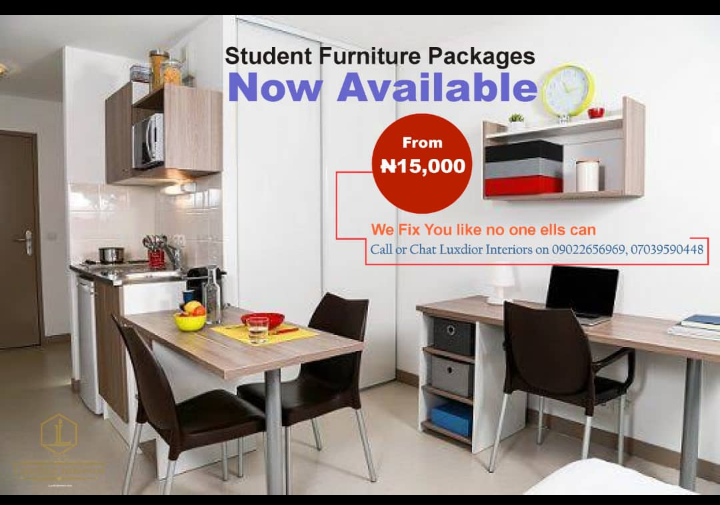 Student Furniture Packages
Now Available
From
₦15,000
We Fix You like no one ells can
Call or Chat Luxdior Interiors on 09022656969, 07039590448